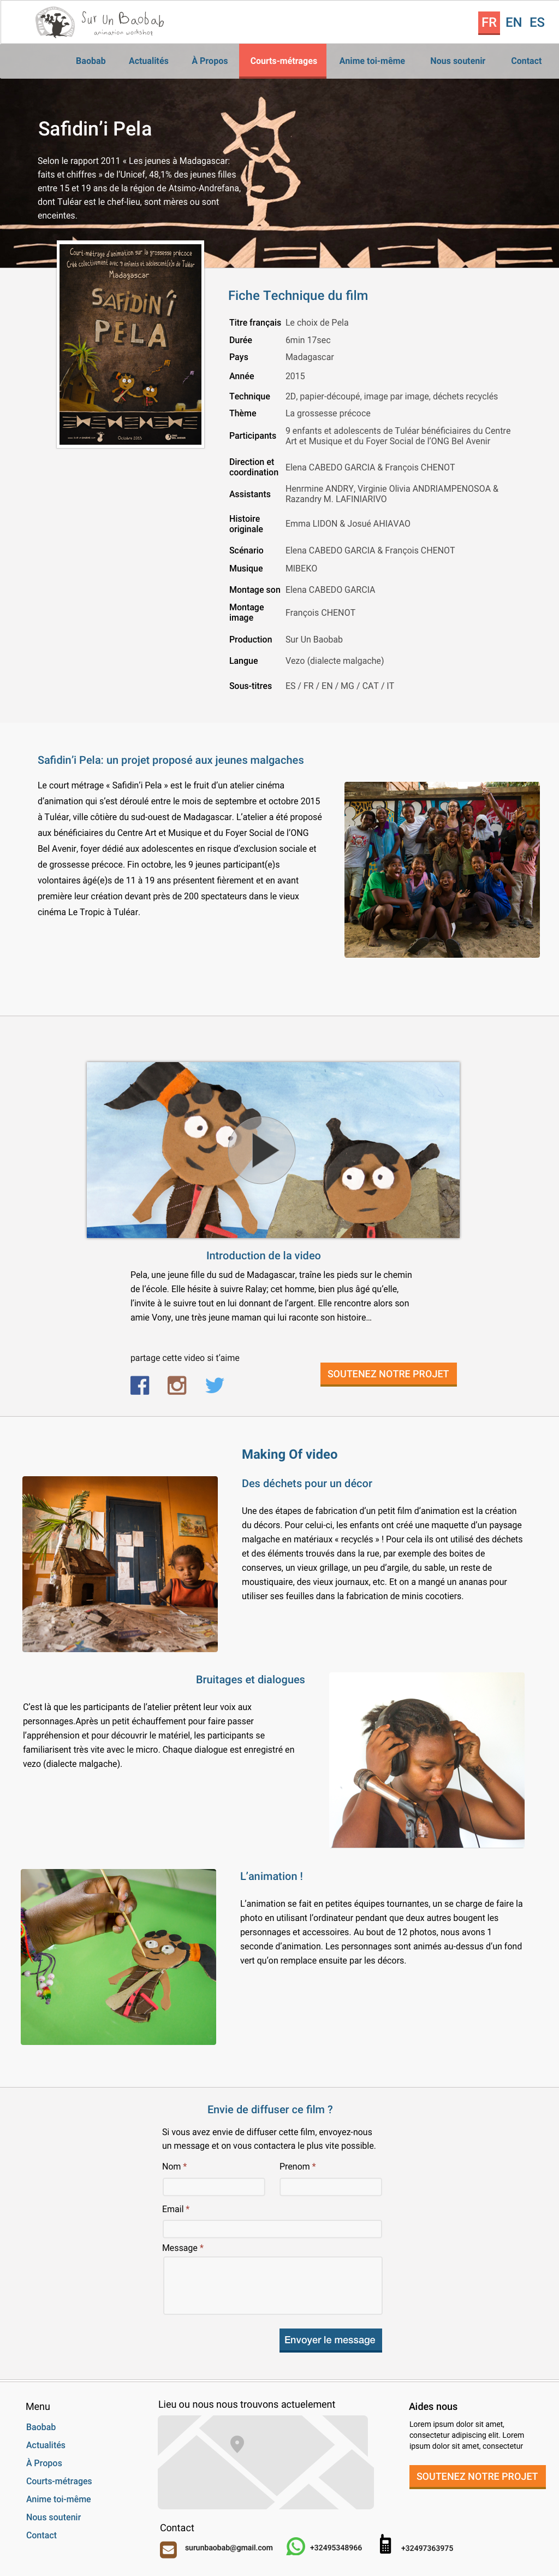 Sur Un Baobab
animation workshop
FR EN ES
Baobab Actualités À Propos Courts-métrages Anime toi-même Nous soutenir Contact
Safidin’i Pela
Selon le rapport 2011 « Les jeunes à Madagascar:
faits et chiffres » de l’Unicef, 48,1% des jeunes filles
entre 15 et 19 ans de la région de Atsimo-Andrefana,
dont Tuléar est le chef-lieu, sont mères ou sont
enceintes.
Court-métrage d'animation sur la grossesse précoce
Créé collectivement avec 9 enfants et adolescent(e)s de Tuléar
Madagascar
SAFIDIN'I
PELA
Octobre 2015
Fiche Technique du film
Titre français Le choix de Pela
Durée 6min 17sec
Pays Madagascar
Année 2015
Technique 2D, papier-découpé, image par image, déchets recyclés
Thème La grossesse précoce
Participants 9 enfants et adolescents de Tuléar bénéficiaires du Centre
Art et Musique et du Foyer Social de l’ONG Bel Avenir
Direction et
coordination Elena CABEDO GARCIA & François CHENOT
Assistants Henrmine ANDRY, Virginie Olivia ANDRIAMPENOSOA &
Razandry M. LAFINIARIVO
Histoire
originale Emma LIDON & Josué AHIAVAO
Scénario Elena CABEDO GARCIA & François CHENOT
Musique MIBEKO
Montage son Elena CABEDO GARCIA
Montage
image François CHENOT
Production Sur Un Baobab
Langue Vezo (dialecte malgache)
Sous-titres ES / FR / EN / MG / CAT / IT
Safidin’i Pela: un projet proposé aux jeunes malgaches
Le court métrage « Safidin’i Pela » est le fruit d’un atelier cinéma
d’animation qui s’est déroulé entre le mois de septembre et octobre 2015
à Tuléar, ville côtière du sud-ouest de Madagascar. L’atelier a été proposé
aux bénéficiaires du Centre Art et Musique et du Foyer Social de l’ONG
Bel Avenir, foyer dédié aux adolescentes en risque d’exclusion sociale et
de grossesse précoce. Fin octobre, les 9 jeunes participant(e)s
volontaires âgé(e)s de 11 à 19 ans présentent fièrement et en avant
première leur création devant près de 200 spectateurs dans le vieux
cinéma Le Tropic à Tuléar.
Introduction de la video
Pela, une jeune fille du sud de Madagascar, traîne les pieds sur le chemin
de l’école. Elle hésite à suivre Ralay; cet homme, bien plus âgé qu’elle,
l’invite à le suivre tout en lui donnant de l’argent. Elle rencontre alors son
amie Vony, une très jeune maman qui lui raconte son histoire…
partage cette video si t’aime
SOUTENEZ NOTRE PROJET
Making Of video
Des déchets pour un décor
Une des étapes de fabrication d’un petit film d’animation est la création
du décors. Pour celui-ci, les enfants ont créé une maquette d’un paysage
malgache en matériaux « recyclés » ! Pour cela ils ont utilisé des déchets
et des éléments trouvés dans la rue, par exemple des boites de
conserves, un vieux grillage, un peu d’argile, du sable, un reste de
moustiquaire, des vieux journaux, etc. Et on a mangé un ananas pour
utiliser ses feuilles dans la fabrication de minis cocotiers.
Bruitages et dialogues
C’est là que les participants de l’atelier prêtent leur voix aux
personnages.Après un petit échauffement pour faire passer
l’appréhension et pour découvrir le matériel, les participants se
familiarisent très vite avec le micro. Chaque dialogue est enregistré en
vezo (dialecte malgache).
L’animation !
L’animation se fait en petites équipes tournantes, un se charge de faire la
photo en utilisant l’ordinateur pendant que deux autres bougent les
personnages et accessoires. Au bout de 12 photos, nous avons 1
seconde d’animation. Les personnages sont animés au-dessus d’un fond
vert qu’on remplace ensuite par les décors.
Envie de diffuser ce film ?
Si vous avez envie de diffuser cette film, envoyez-nous
un message et on vous contactera le plus vite possible.
Nom * Prenom *
Email *
Message *
Envoyer le message
Menu
Baobab
Actualités
À Propos
Courts-métrages
Anime toi-même
Nous soutenir
Contact
Lieu ou nous nous trouvons actuelement
Contact
surunbaobab@gmail.com +32495348966 +32497363975
Aides nous
Lorem ipsum dolor sit amet,
consectetur adipiscing elit. Lorem
ipsum dolor sit amet, consectetur
SOUTENEZ NOTRE PROJET